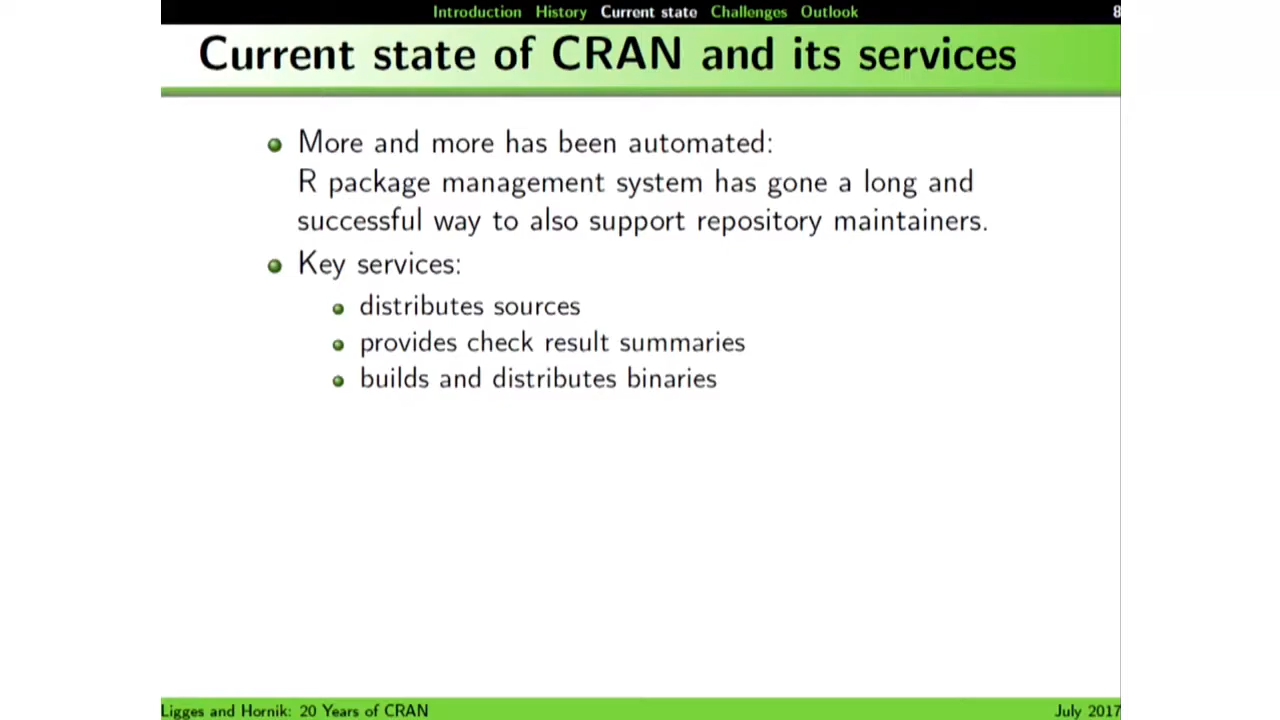 Introduction History Current state Challenges Outlook 8
Current state of CRAN and its services
More and more has been automated:
R package management system has gone a long and
successful way to also support repository maintainers.
Key services:
distributes sources
provides check result summaries
builds and distributes binaries
Ligges and Hornik: 20 Years of CRAN July 2017